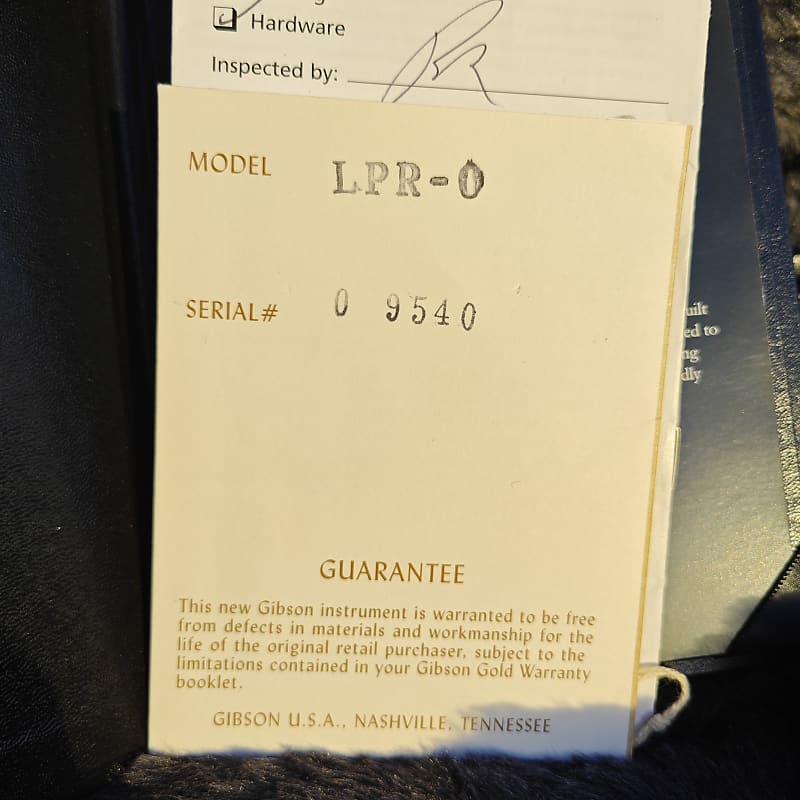 Hardware
Inspected by:
MODEL LPR-0
SERIAL# 0 9540
GUARANTEE
This new Gibson instrument is warranted to be free
from defects in materials and workmanship for the
life of the original retail purchaser, subject to the
limitations contained in your Gibson Gold Warranty
booklet.
GIBSON U.S.A., NASHVILLE, TENNESSEE
uilt
ed to
ng
dly